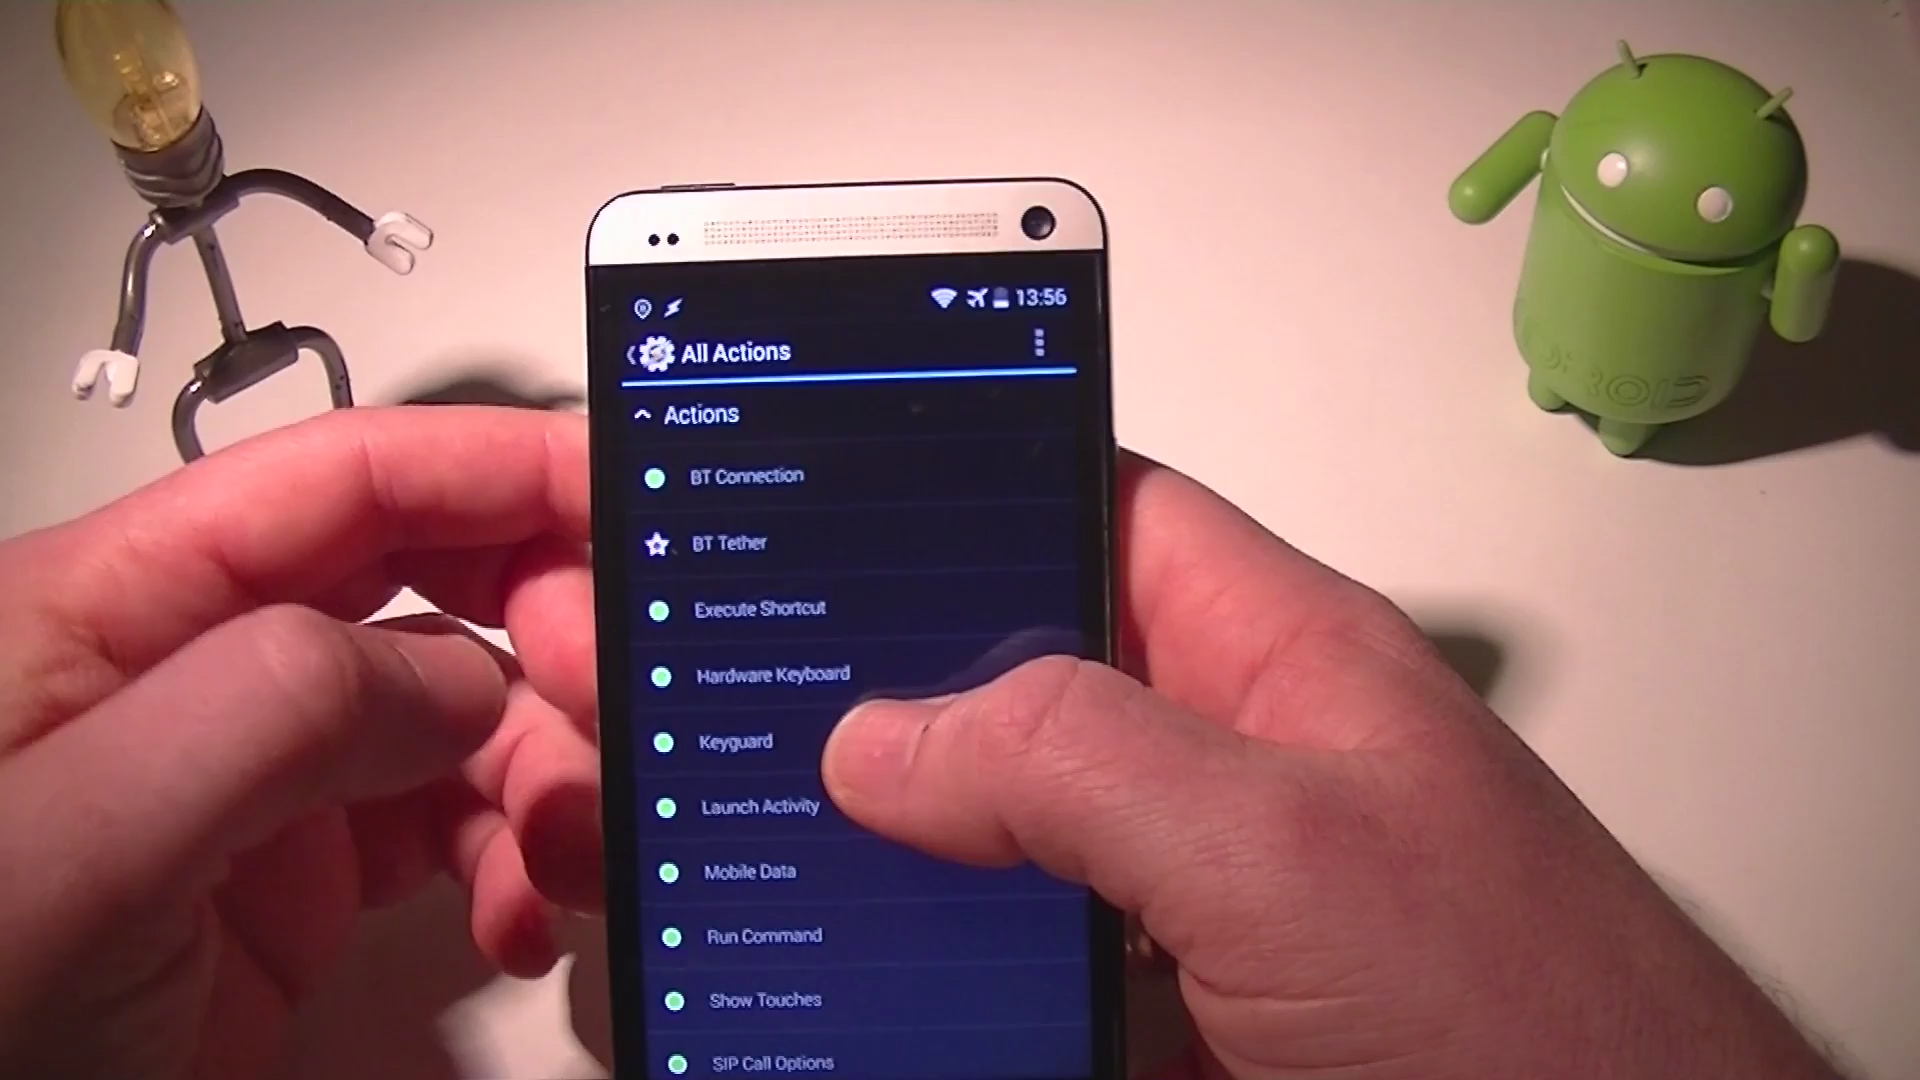 13:56
All Actions
Actions
BT Connection
BT Tether
Execute Shortcut
Hardware Keyboard
Keyguard
Launch Activity
Mobile Data
Run Command
Show Touches
SIP Call Options